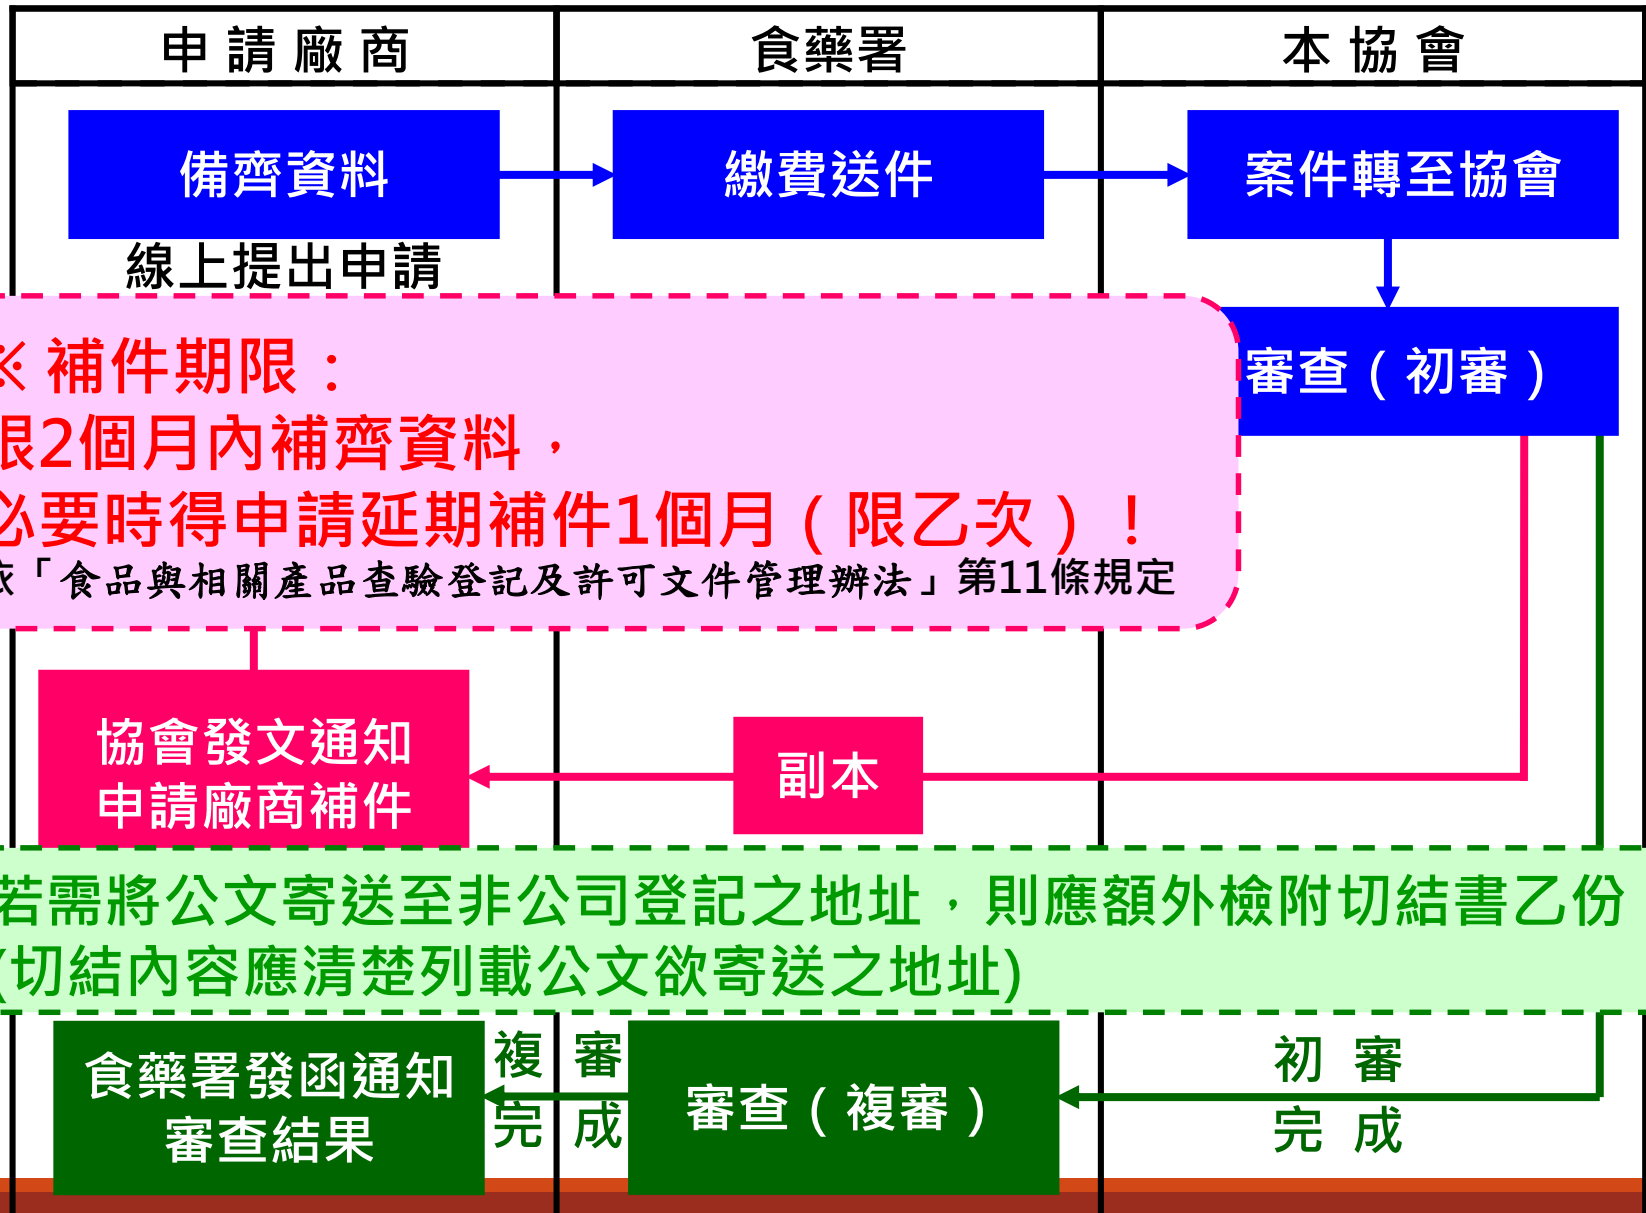 申請廠商
食藥署
本協會
備齊資料
繳費送件
案件轉至協會
線上提出申請
審查（初審）
※補件期限：
限2個月內補齊資料，
必要時得申請延期補件1個月（限乙次）！
依「食品與相關產品查驗登記及許可文件管理辦法」第11條規定
協會發文通知
申請廠商補件
副本
若需將公文寄送至非公司登記之地址，則應額外檢附切結書乙份
(切結內容應清楚列載公文欲寄送之地址)
食藥署發函通知
審查結果
複審
完成
審查（複審）
初審
完成